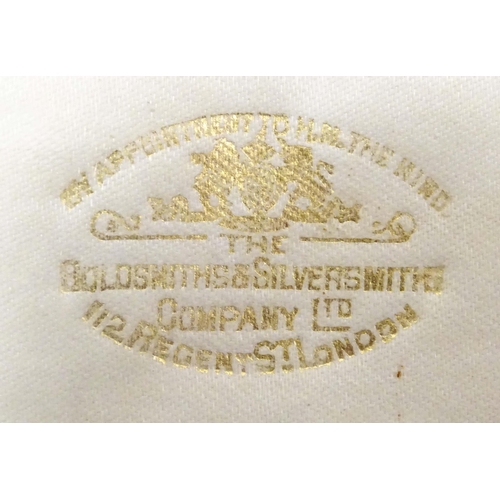 BY APPOINTMENT TO H.M. THE KING.
THE
GOLDSMITHS & SILVERSMITHS
COMPANY LTD
112, REGENT ST. LONDON